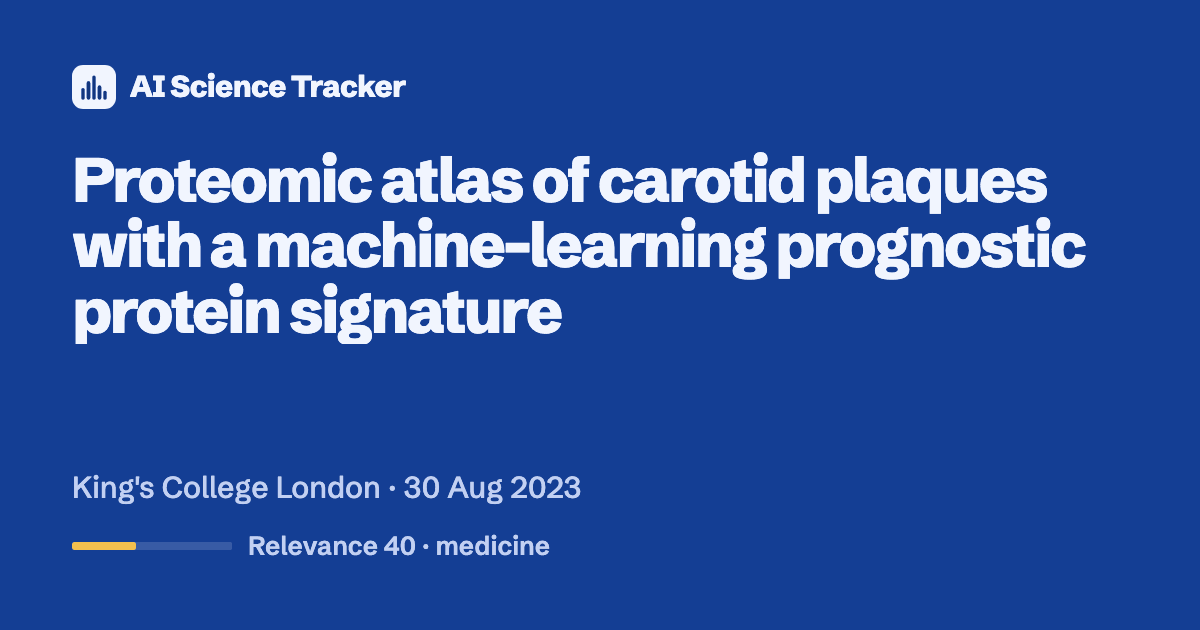 AI Science Tracker
Proteomic atlas of carotid plaques
with a machine-learning prognostic
protein signature
King's College London · 30 Aug 2023
Relevance 40 · medicine